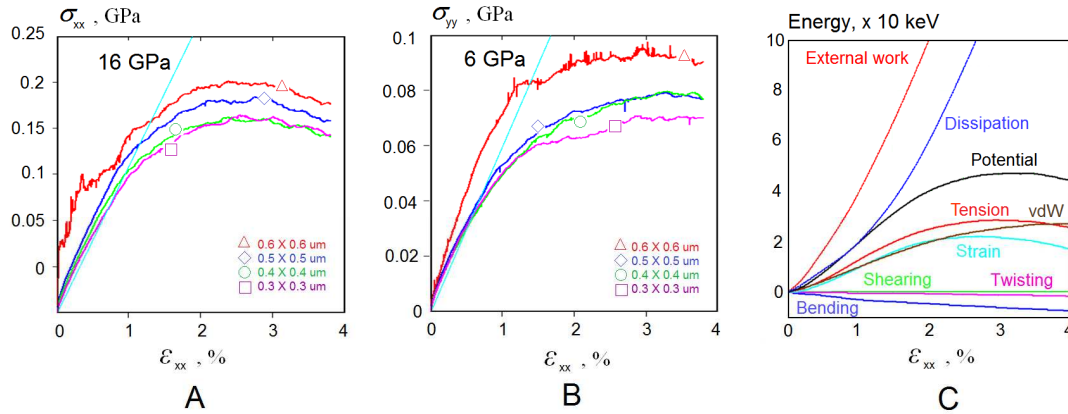 σxx , GPa
0.25
0.2
0.15
0.1
0.05
0
0 1 2 3 4
16 GPa
0.6 X 0.6 um
0.5 X 0.5 um
0.4 X 0.4 um
0.3 X 0.3 um
εxx , %
A
σyy , GPa
0.1
0.08
0.06
0.04
0.02
0
0 1 2 3 4
6 GPa
0.6 X 0.6 um
0.5 X 0.5 um
0.4 X 0.4 um
0.3 X 0.3 um
εxx , %
B
Energy, x 10 keV
10
8
6
4
2
0
0 1 2 3 4
External work
Dissipation
Potential
Tension
vdW
Strain
Shearing
Twisting
Bending
εxx , %
C